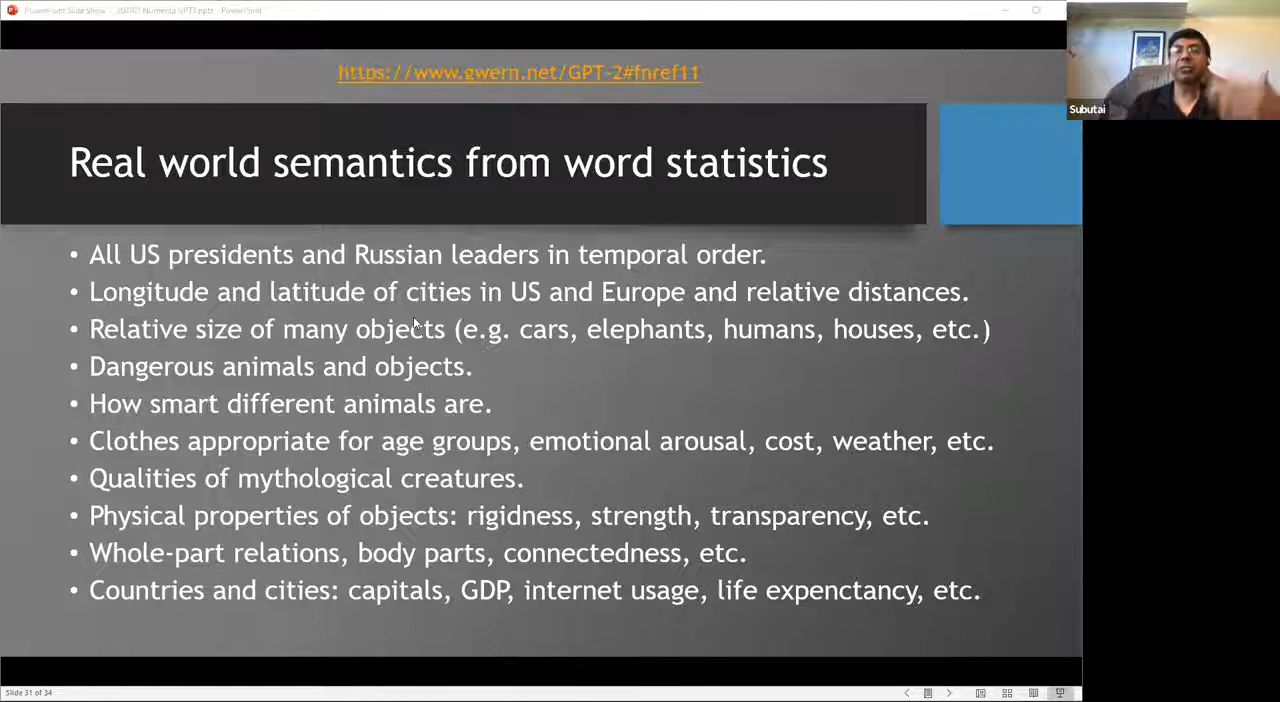 PowerPoint Slide Show - 200701 Numenta GPT3.pptx - PowerPoint
https://www.gwern.net/GPT-2#fnref11
Subutai
Real world semantics from word statistics
• All US presidents and Russian leaders in temporal order.
• Longitude and latitude of cities in US and Europe and relative distances.
• Relative size of many objects (e.g. cars, elephants, humans, houses, etc.)
• Dangerous animals and objects.
• How smart different animals are.
• Clothes appropriate for age groups, emotional arousal, cost, weather, etc.
• Qualities of mythological creatures.
• Physical properties of objects: rigidness, strength, transparency, etc.
• Whole-part relations, body parts, connectedness, etc.
• Countries and cities: capitals, GDP, internet usage, life expenctancy, etc.
Slide 31 of 34